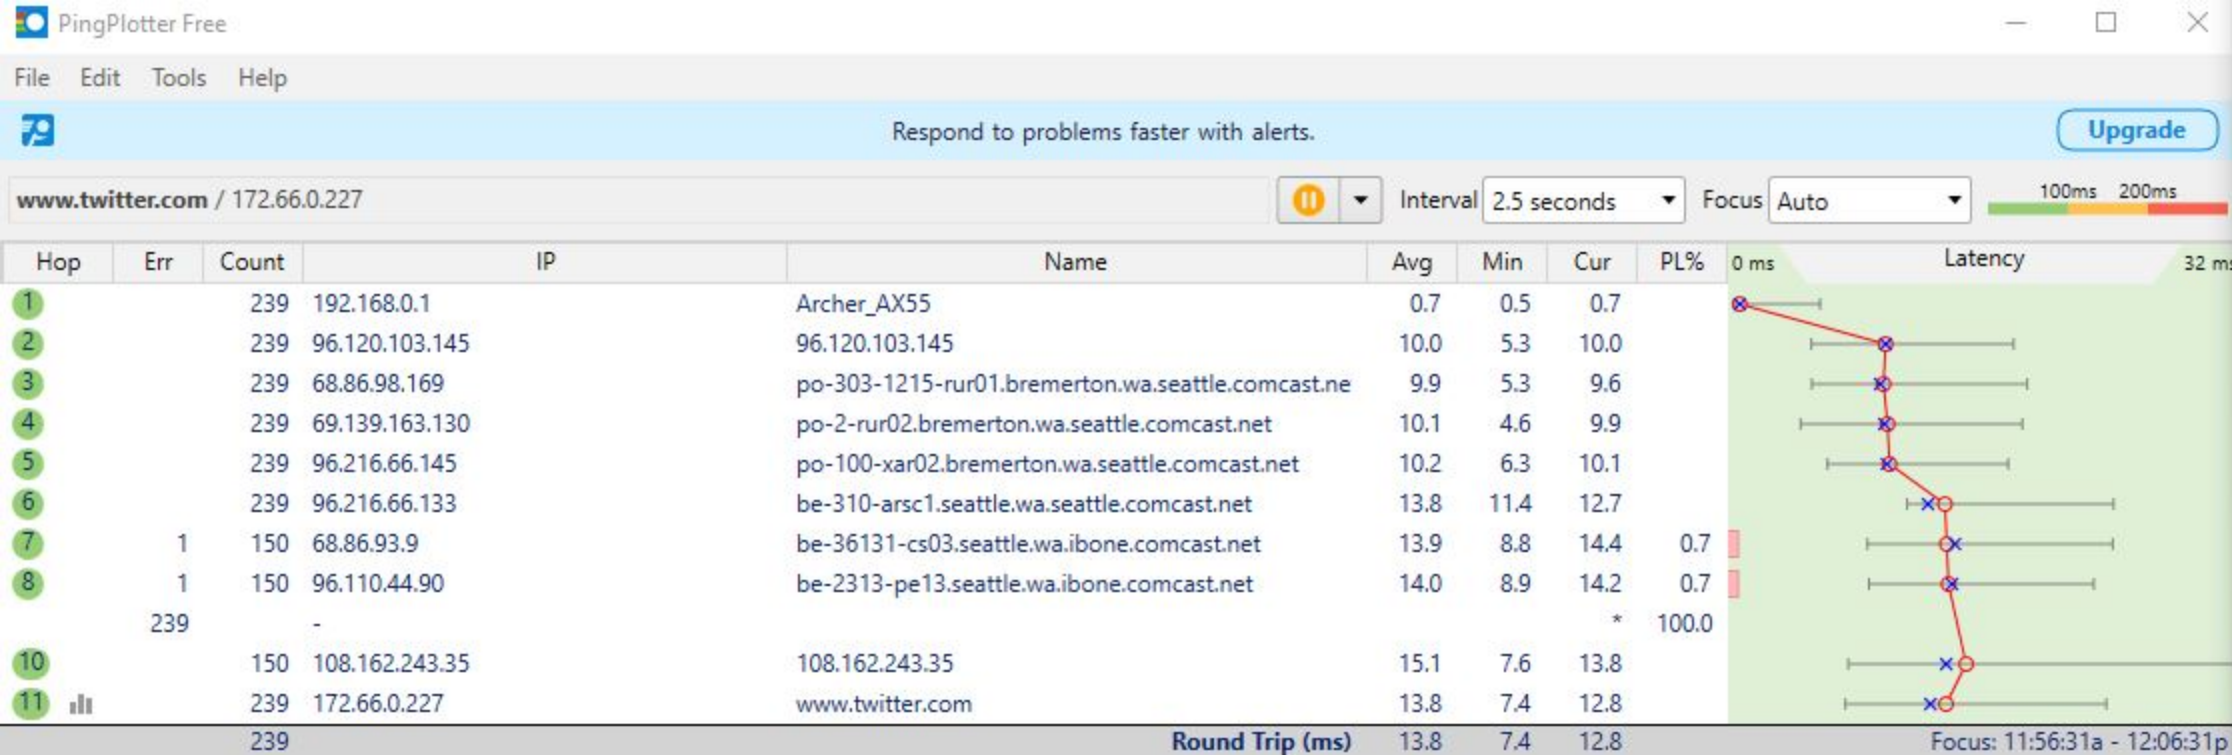 PingPlotter Free
File Edit Tools Help
Respond to problems faster with alerts. Upgrade
www.twitter.com / 172.66.0.227 Interval 2.5 seconds Focus Auto 100ms 200ms
Hop Err Count IP Name Avg Min Cur PL% 0 ms Latency 32 ms
1 239 192.168.0.1 Archer_AX55 0.7 0.5 0.7
2 239 96.120.103.145 96.120.103.145 10.0 5.3 10.0
3 239 68.86.98.169 po-303-1215-rur01.bremerton.wa.seattle.comcast.ne 9.9 5.3 9.6
4 239 69.139.163.130 po-2-rur02.bremerton.wa.seattle.comcast.net 10.1 4.6 9.9
5 239 96.216.66.145 po-100-xar02.bremerton.wa.seattle.comcast.net 10.2 6.3 10.1
6 239 96.216.66.133 be-310-arsc1.seattle.wa.seattle.comcast.net 13.8 11.4 12.7
7 1 150 68.86.93.9 be-36131-cs03.seattle.wa.ibone.comcast.net 13.9 8.8 14.4 0.7
8 1 150 96.110.44.90 be-2313-pe13.seattle.wa.ibone.comcast.net 14.0 8.9 14.2 0.7
239 - * 100.0
10 150 108.162.243.35 108.162.243.35 15.1 7.6 13.8
11 239 172.66.0.227 www.twitter.com 13.8 7.4 12.8
239 Round Trip (ms) 13.8 7.4 12.8 Focus: 11:56:31a - 12:06:31p